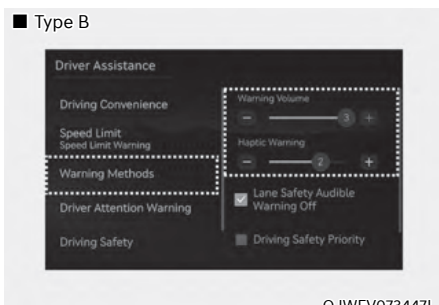 ■ Type B
Driver Assistance
Driving Convenience
Speed Limit
Speed Limit Warning
Warning Methods
Driver Attention Warning
Driving Safety
Warning Volume
− 3 +
Haptic Warning
− 2 +
Lane Safety Audible
Warning Off
Driving Safety Priority